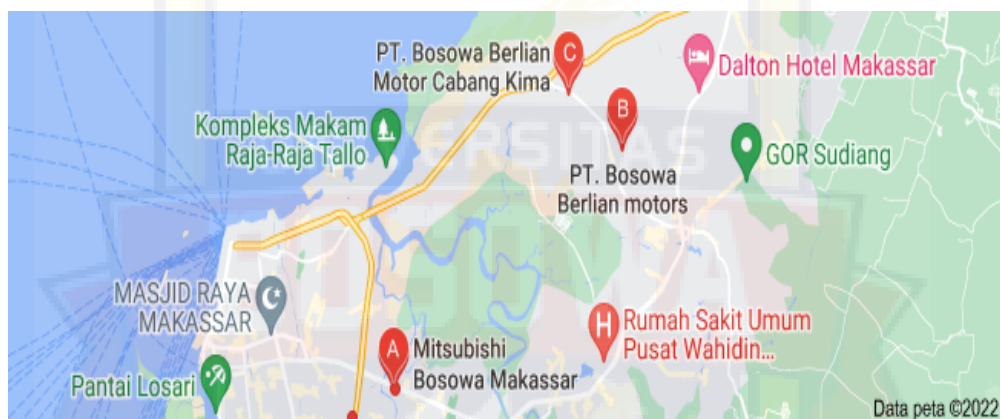 PT. Bosowa Berlian
Motor Cabang Kima
C
Dalton Hotel Makassar
B
Kompleks Makam
Raja-Raja Tallo
ERSITAS
GOR Sudiang
PT. Bosowa
Berlian motors
MASJID RAYA
MAKASSAR
H
Rumah Sakit Umum
Pusat Wahidin...
A
Mitsubishi
Bosowa Makassar
Pantai Losari
Data peta ©2022